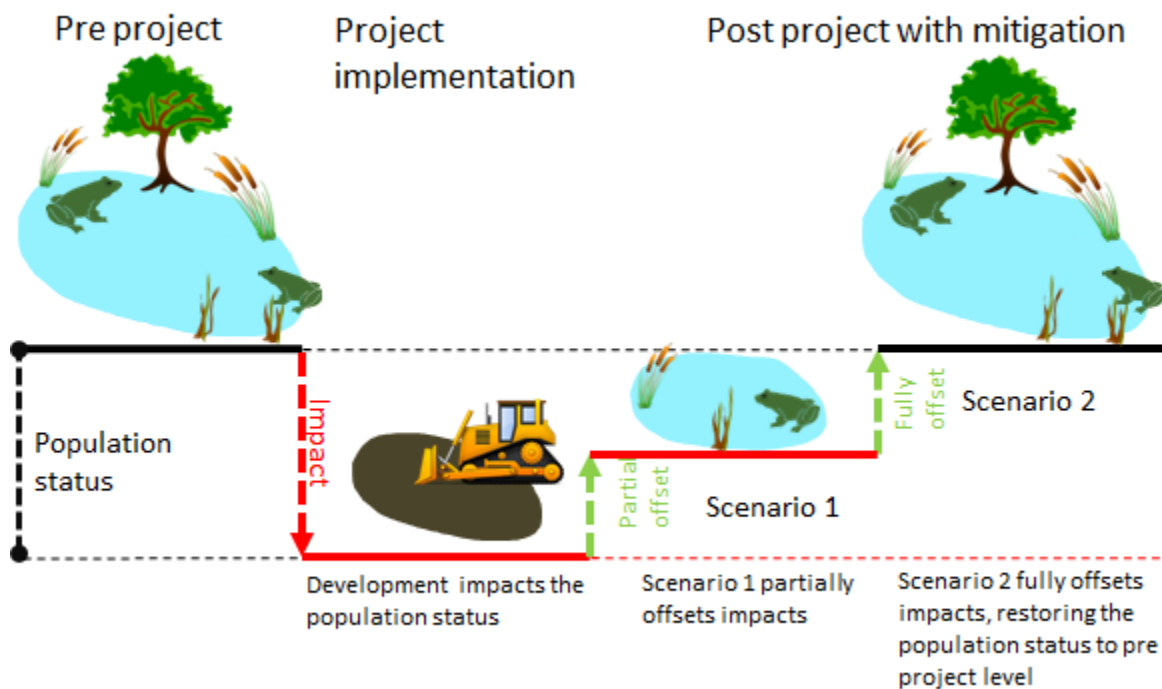 Pre project
Project
implementation
Post project with mitigation
Population
status
Impact
Partial
offset
Scenario 1
Fully
offset
Scenario 2
Development impacts the
population status
Scenario 1 partially
offsets impacts
Scenario 2 fully offsets
impacts, restoring the
population status to pre
project level